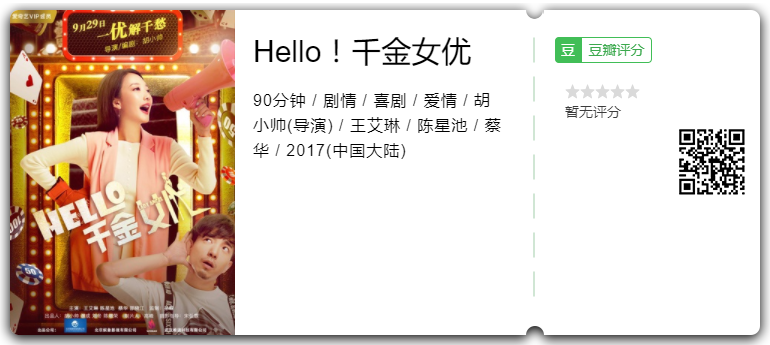 爱奇艺VIP成员
9月29日
一优解千愁
导演/编剧：胡小帅
HELLO
千金女优
Hello！千金女优
90分钟 / 剧情 / 喜剧 / 爱情 / 胡
小帅(导演) / 王艾琳 / 陈星池 / 蔡
华 / 2017(中国大陆)
豆 豆瓣评分
暂无评分